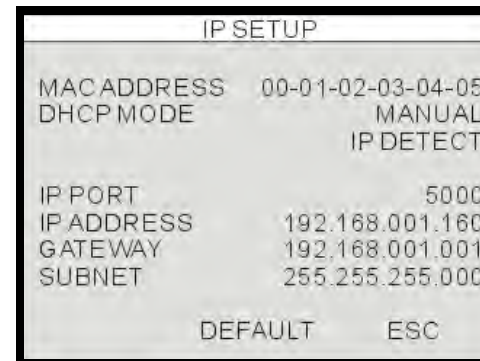 IP SETUP
MAC ADDRESS 00-01-02-03-04-05
DHCP MODE MANUAL
IP DETECT
IP PORT 5000
IP ADDRESS 192.168.001.160
GATEWAY 192.168.001.001
SUBNET 255.255.255.000
DEFAULT ESC